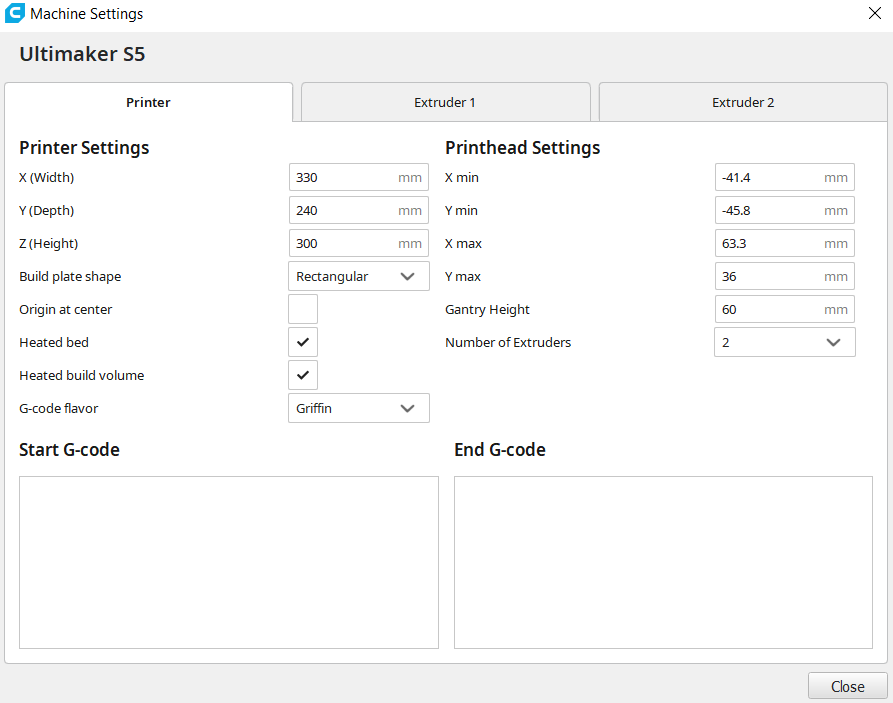 Machine Settings
Ultimaker S5
Printer
Extruder 1
Extruder 2
Printer Settings
X (Width) 330 mm
Y (Depth) 240 mm
Z (Height) 300 mm
Build plate shape Rectangular
Origin at center
Heated bed
Heated build volume
G-code flavor Griffin
Printhead Settings
X min -41.4 mm
Y min -45.8 mm
X max 63.3 mm
Y max 36 mm
Gantry Height 60 mm
Number of Extruders 2
Start G-code
End G-code
Close